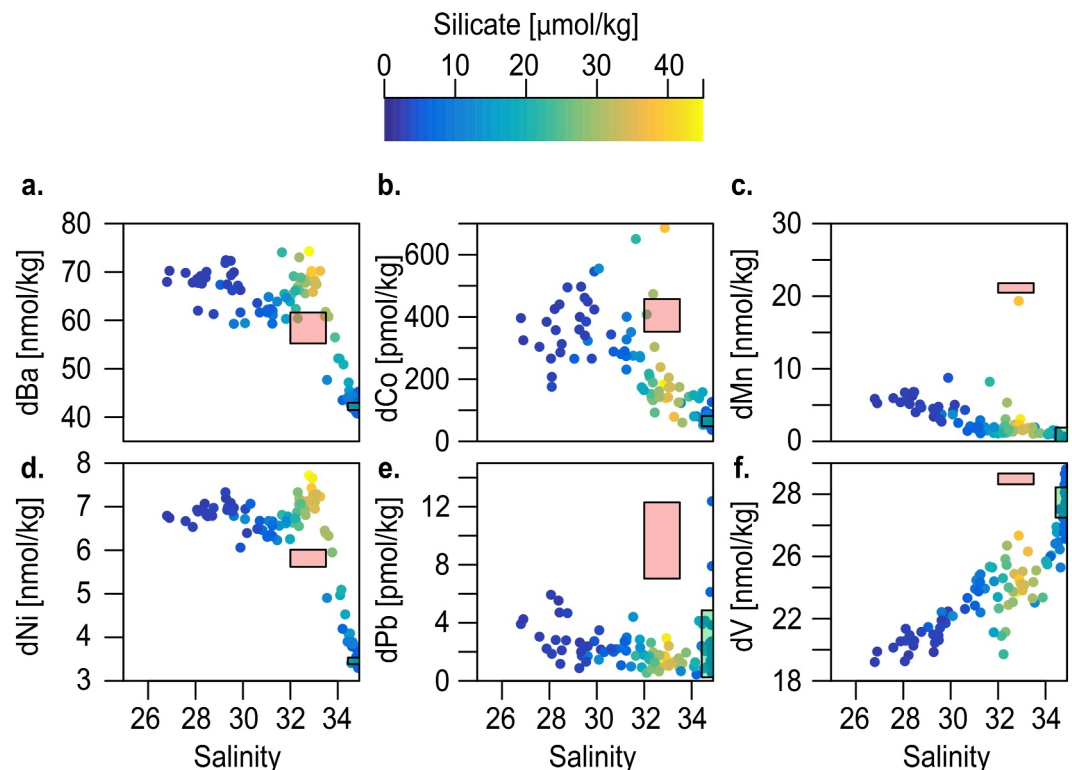 Silicate [µmol/kg]
0 10 20 30 40
a. b. c.
dBa [nmol/kg]
80
70
60
50
40
dCo [pmol/kg]
600
400
200
0
dMn [nmol/kg]
30
20
10
0
d. e. f.
dNi [nmol/kg]
8
7
6
5
4
3
dPb [pmol/kg]
12
8
4
0
dV [nmol/kg]
28
26
22
18
26 28 30 32 34 26 28 30 32 34 26 28 30 32 34
Salinity Salinity Salinity